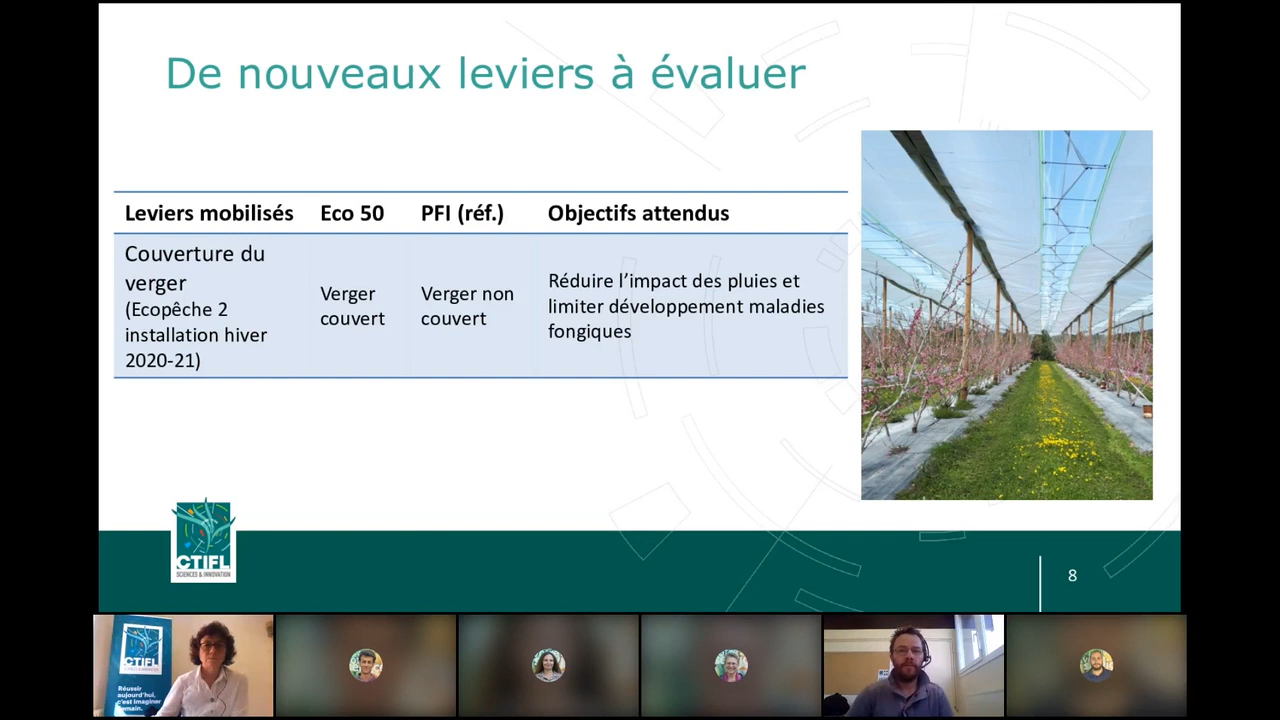 De nouveaux leviers à évaluer
Leviers mobilisés
Eco 50
PFI (réf.)
Objectifs attendus
Couverture du
verger
(Ecopêche 2
installation hiver
2020-21)
Verger
couvert
Verger non
couvert
Réduire l’impact des pluies et
limiter développement maladies
fongiques
CTIFL
SCIENCES & INNOVATION
8
CTIFL
Réussir
aujourd'hui,
c'est imaginer
demain.